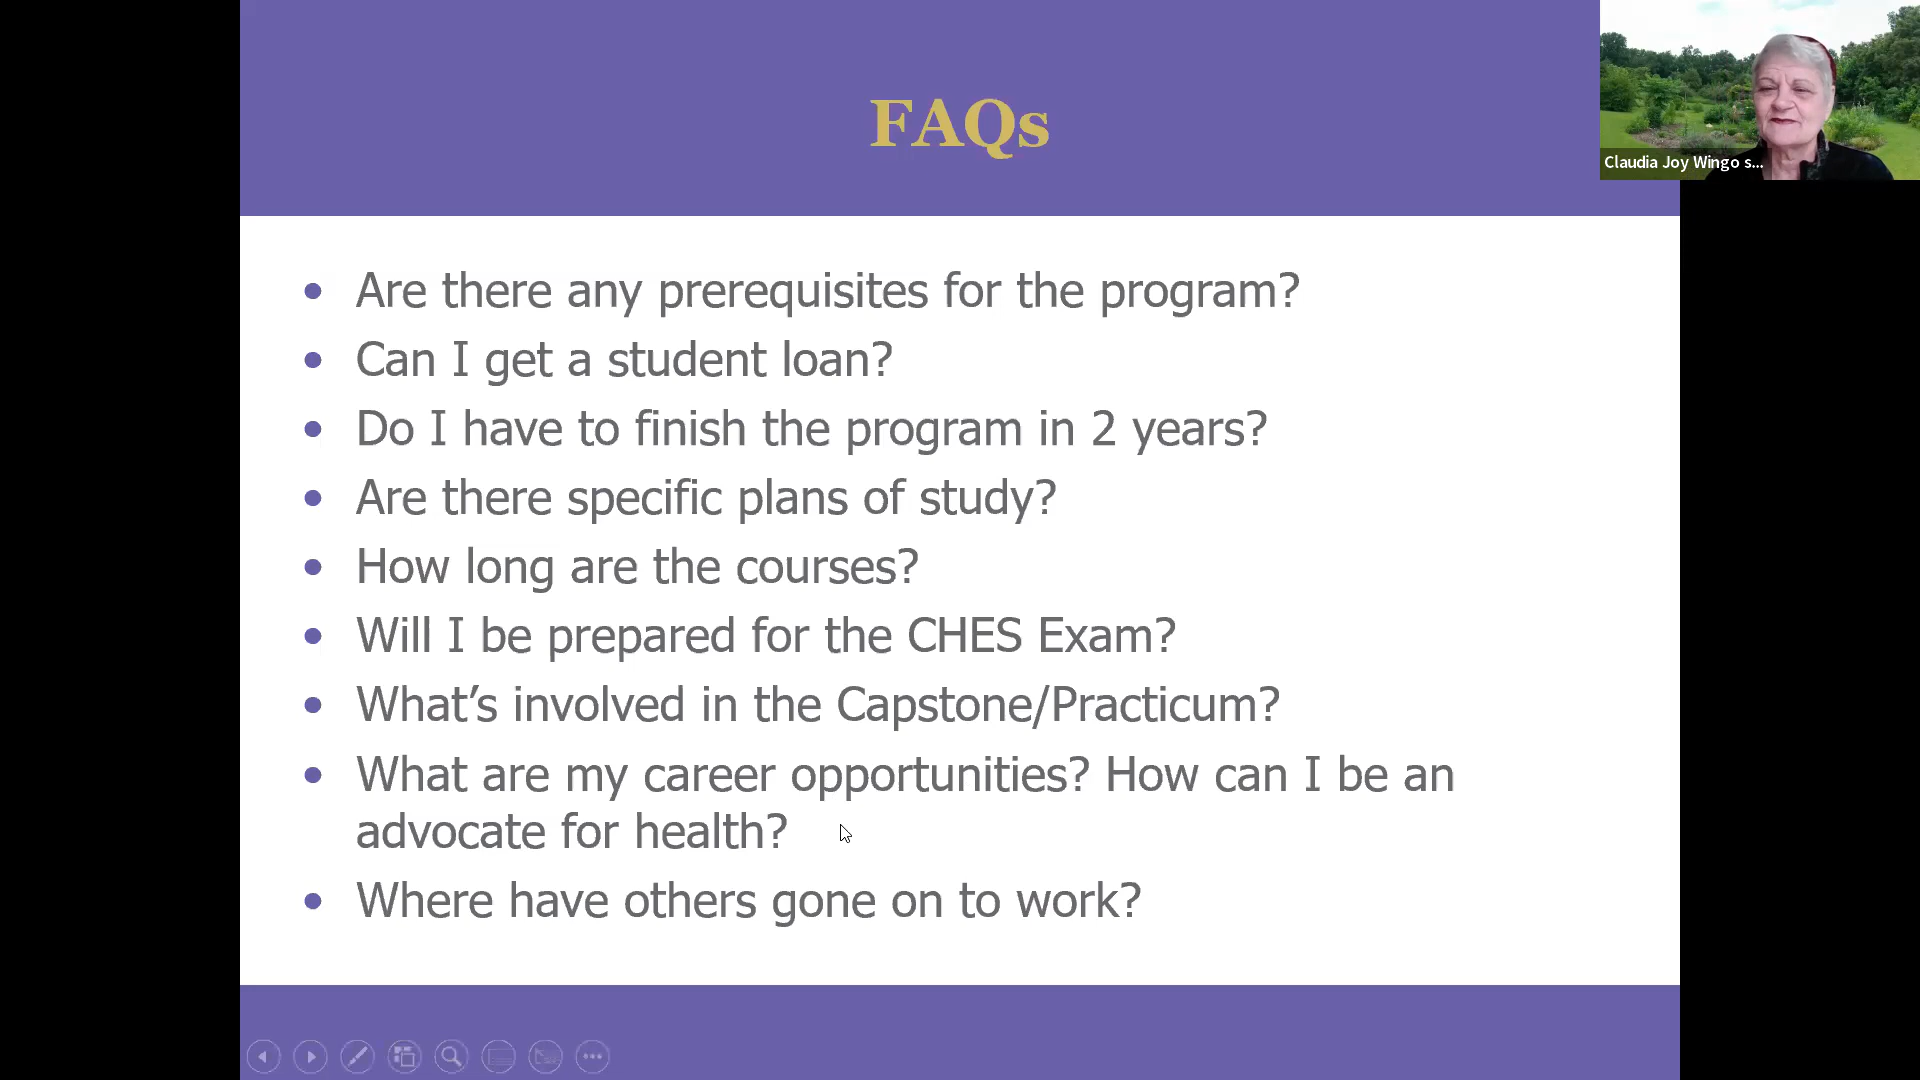 FAQs
Claudia Joy Wingo s...
• Are there any prerequisites for the program?
• Can I get a student loan?
• Do I have to finish the program in 2 years?
• Are there specific plans of study?
• How long are the courses?
• Will I be prepared for the CHES Exam?
• What’s involved in the Capstone/Practicum?
• What are my career opportunities? How can I be an
advocate for health?
• Where have others gone on to work?